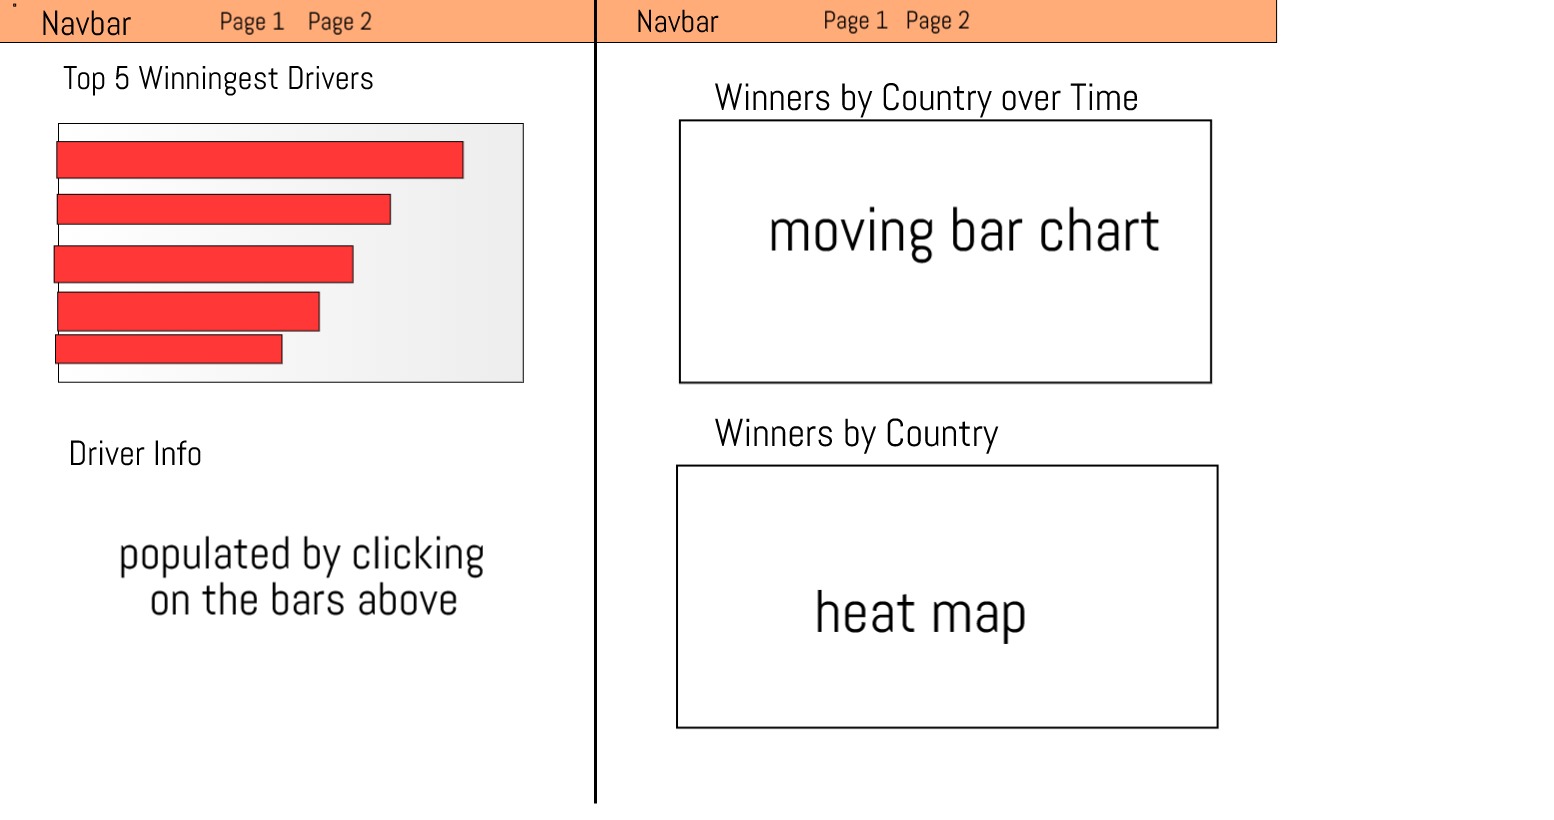 Navbar Page 1 Page 2
Top 5 Winningest Drivers
Driver Info
populated by clicking
on the bars above
Navbar Page 1 Page 2
Winners by Country over Time
moving bar chart
Winners by Country
heat map